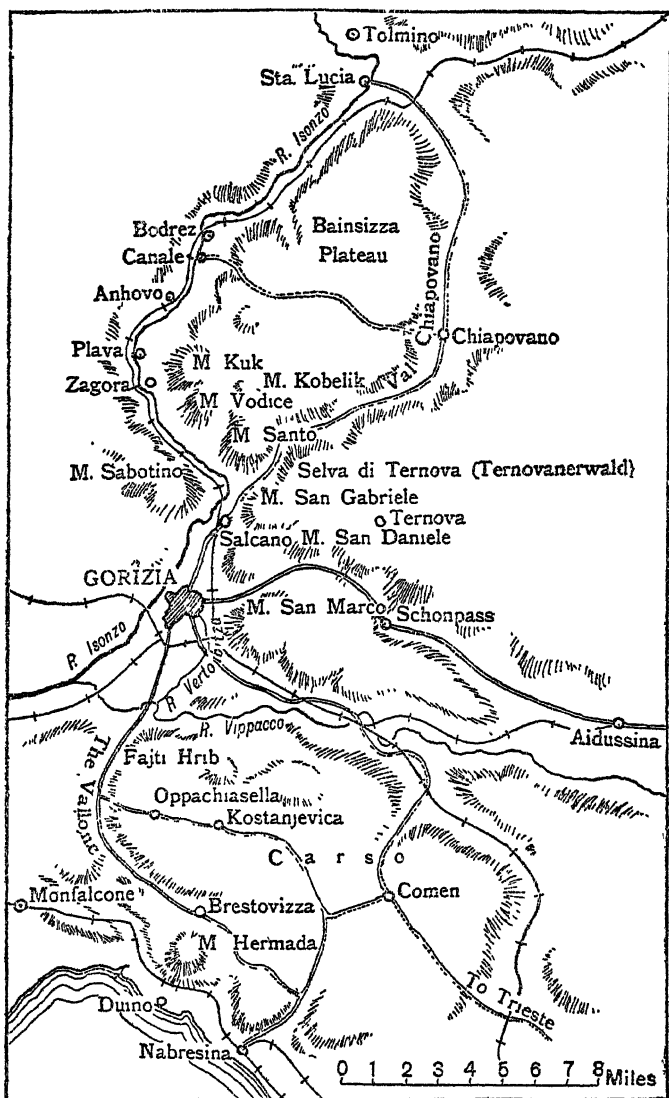 Tolmino
Sta. Lucia
R. Isonzo
Bodrez
Bainsizza
Canale
Plateau
Anhovo
Val Chiapovano
Chiapovano
Plava
M Kuk
Zagora
M. Kobelik
M Vodice
M Santo
M. Sabotino
Selva di Ternova (Ternovanerwald)
M. San Gabriele
Ternova
Salcano
M. San Daniele
GORIZIA
M. San Marco
Schonpass
R Isonzo
R Vertoibizza
R. Vippacco
Aidussina
The Vallone
Fajti Hrib
Oppachiasella
Kostanjevica
Carso
Monfalcone
Comen
Brestovizza
M Hermada
To Trieste
Duino
Nabresina
0 1 2 3 4 5 6 7 8 Miles